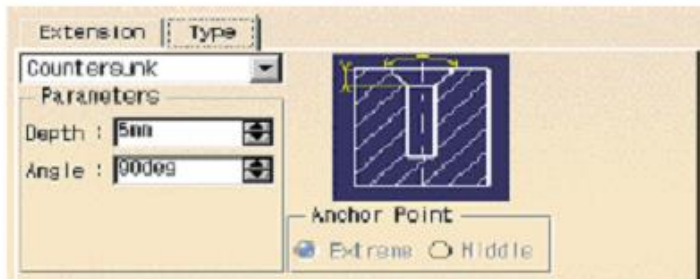 Extension Type
Countersunk
Parameters
Depth : 5mm
Angle : 90deg
Anchor Point
Extreme Middle